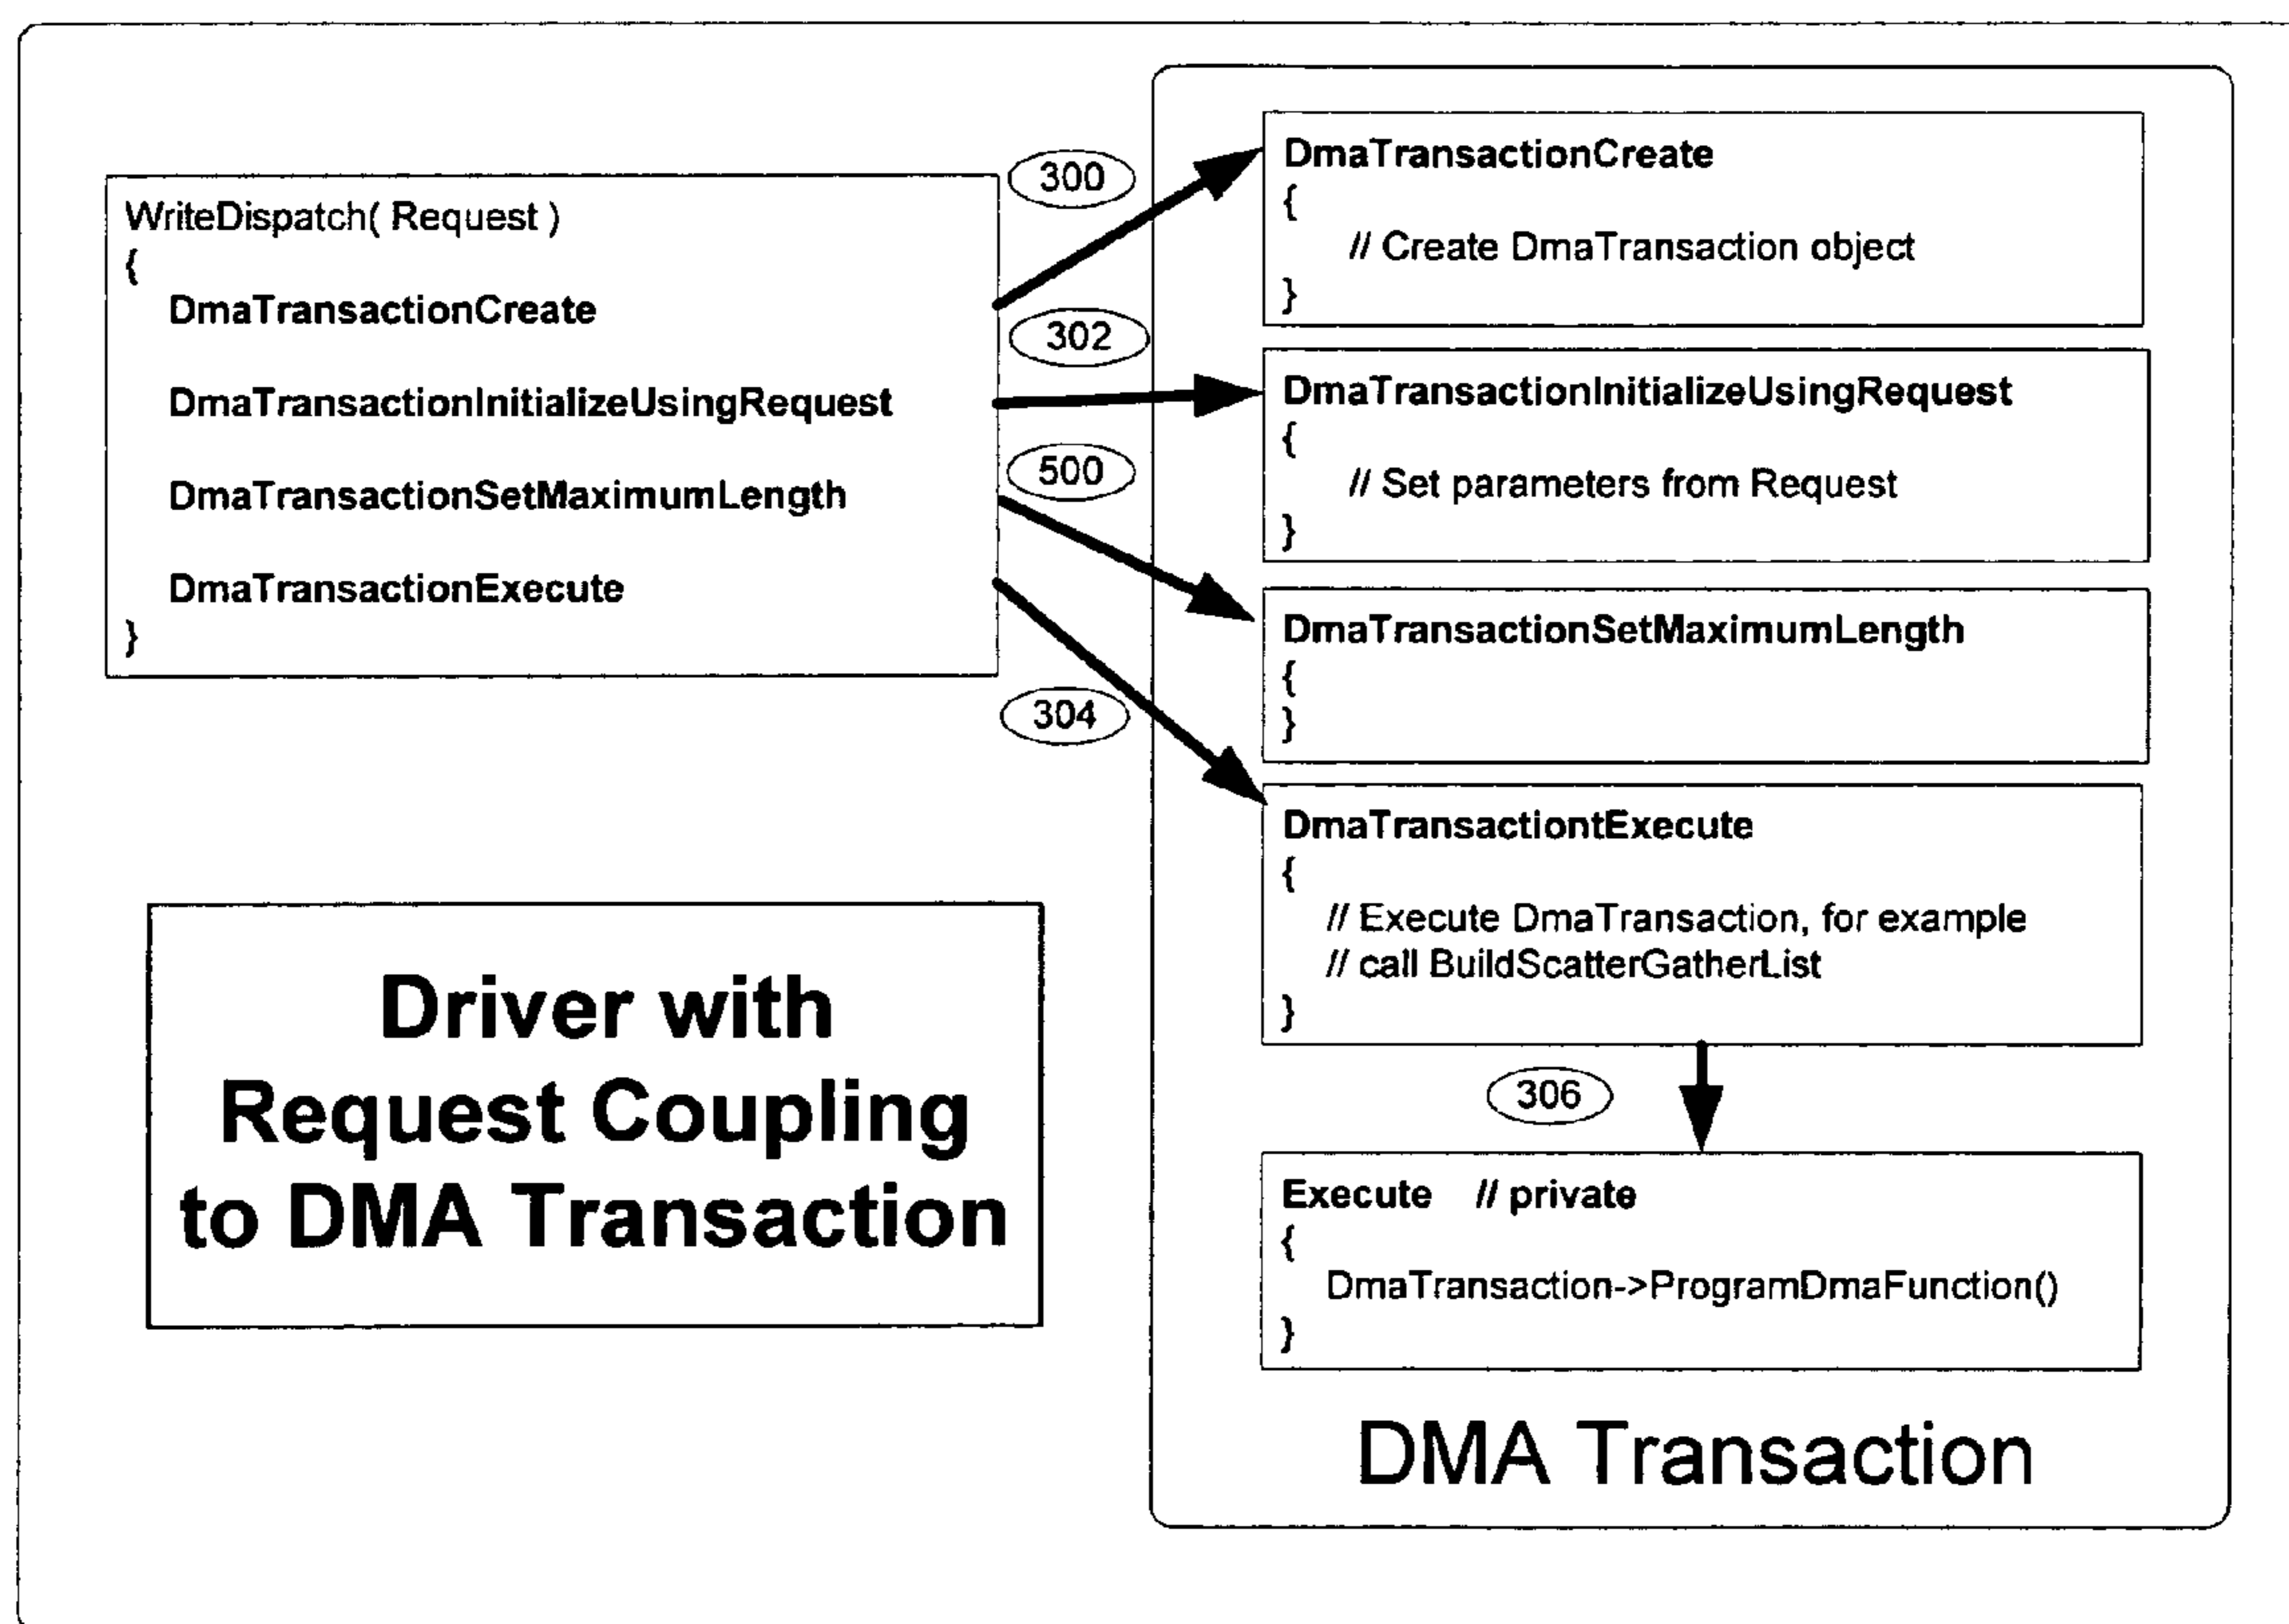 WriteDispatch( Request )
{
DmaTransactionCreate
DmaTransactionInitializeUsingRequest
DmaTransactionSetMaximumLength
DmaTransactionExecute
}
300
302
500
304
DmaTransactionCreate
{
// Create DmaTransaction object
}
DmaTransactionInitializeUsingRequest
{
// Set parameters from Request
}
DmaTransactionSetMaximumLength
{
}
DmaTransactiontExecute
{
// Execute DmaTransaction, for example
// call BuildScatterGatherList
}
306
Execute // private
{
DmaTransaction->ProgramDmaFunction()
}
DMA Transaction
Driver with
Request Coupling
to DMA Transaction